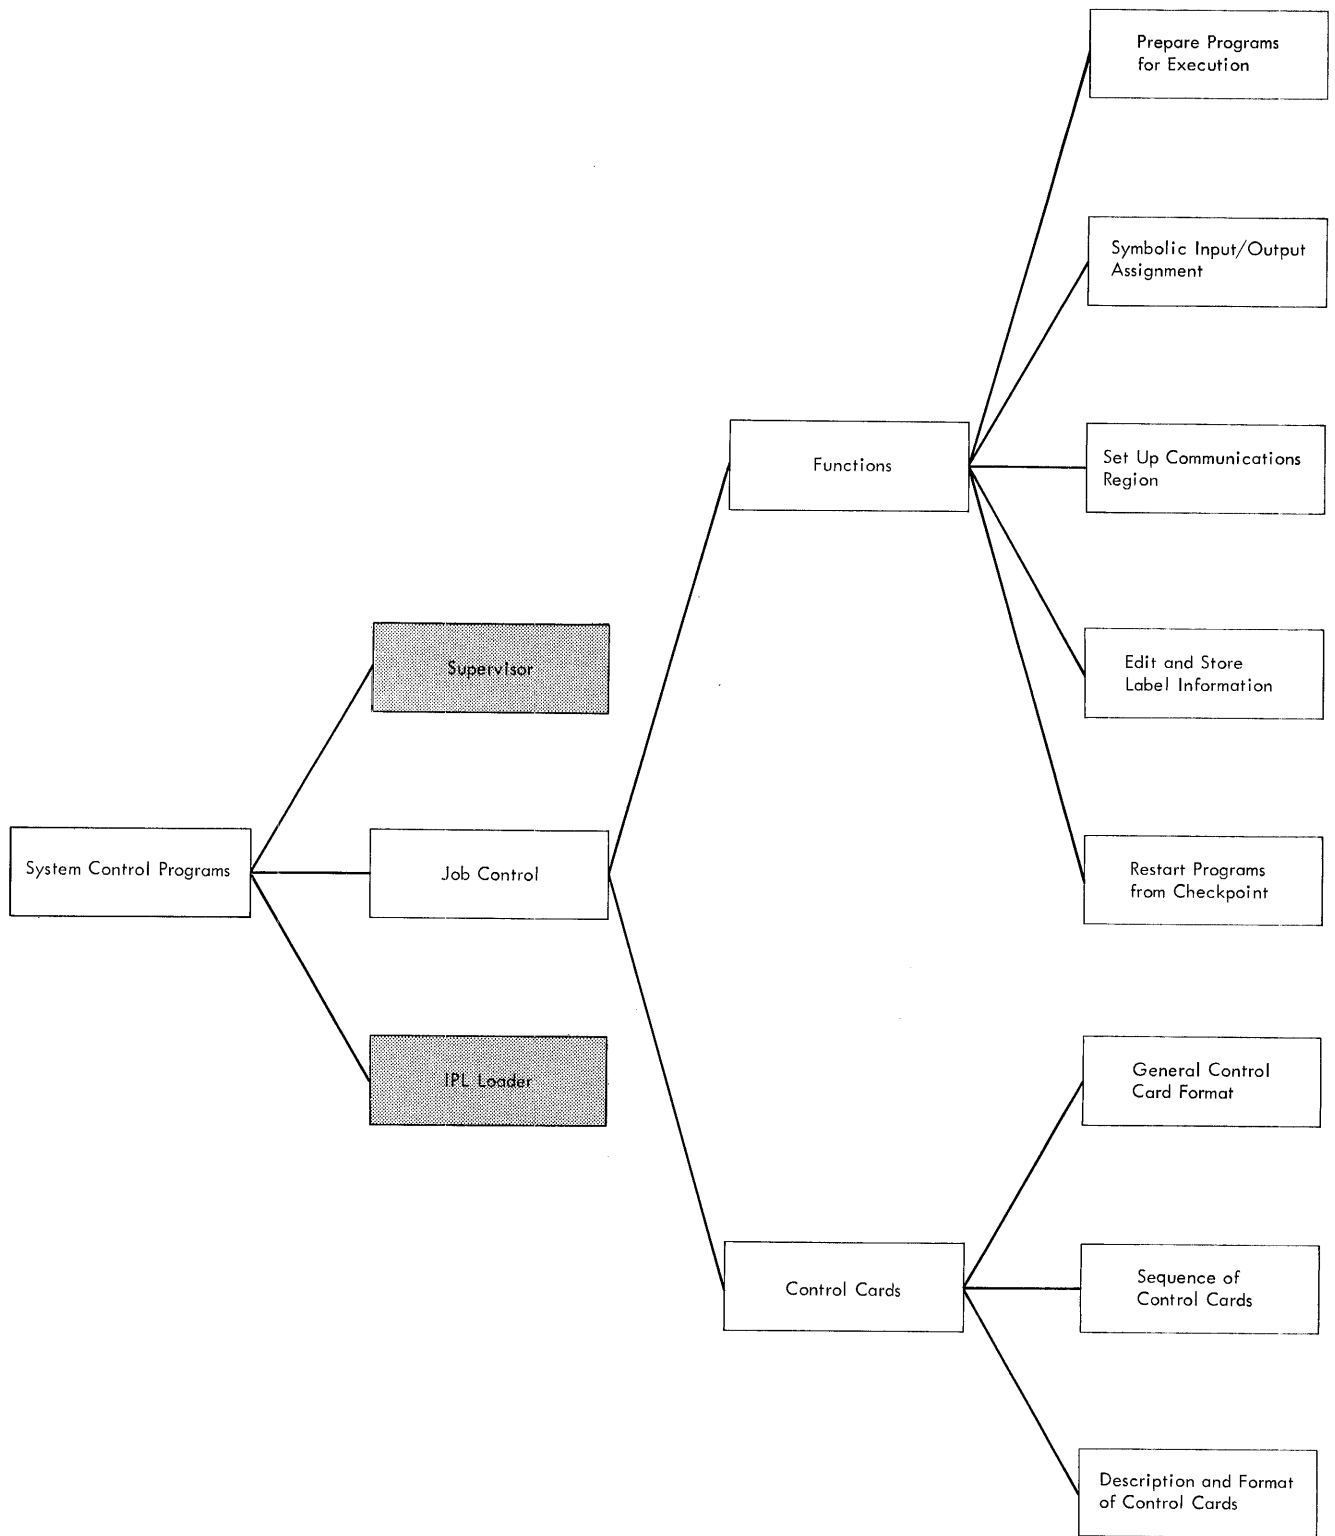 Prepare Programs
for Execution
Symbolic Input/Output
Assignment
Functions
Set Up Communications
Region
Supervisor
Edit and Store
Label Information
System Control Programs
Job Control
Restart Programs
from Checkpoint
IPL Loader
General Control
Card Format
Control Cards
Sequence of
Control Cards
Description and Format
of Control Cards